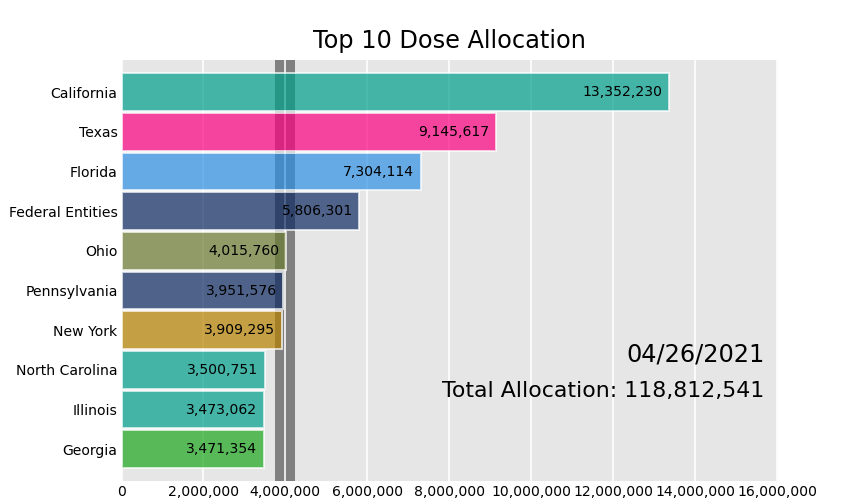 Top 10 Dose Allocation
California 13,352,230
Texas 9,145,617
Florida 7,304,114
Federal Entities 5,806,301
Ohio 4,015,760
Pennsylvania 3,951,576
New York 3,909,295
04/26/2021
North Carolina 3,500,751
Total Allocation: 118,812,541
Illinois 3,473,062
Georgia 3,471,354
0 2,000,000 4,000,000 6,000,000 8,000,000 10,000,000 12,000,000 14,000,000 16,000,000